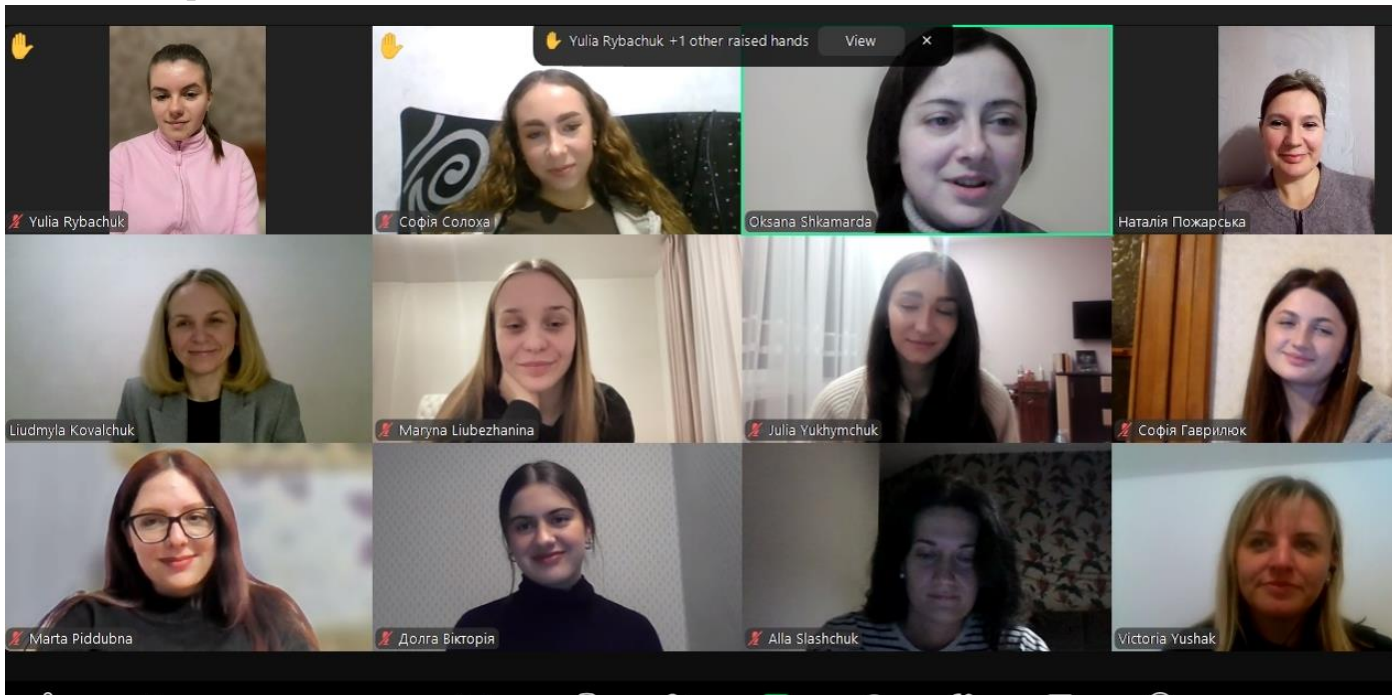 Yulia Rybachuk +1 other raised hands View ×
Yulia Rybachuk
Софія Солоха
Oksana Shkamarda
Наталія Пожарська
Liudmyla Kovalchuk
Maryna Liubezhanina
Julia Yukhymchuk
Софія Гаврилюк
Marta Piddubna
Долга Вікторія
Alla Slashchuk
Victoria Yushak